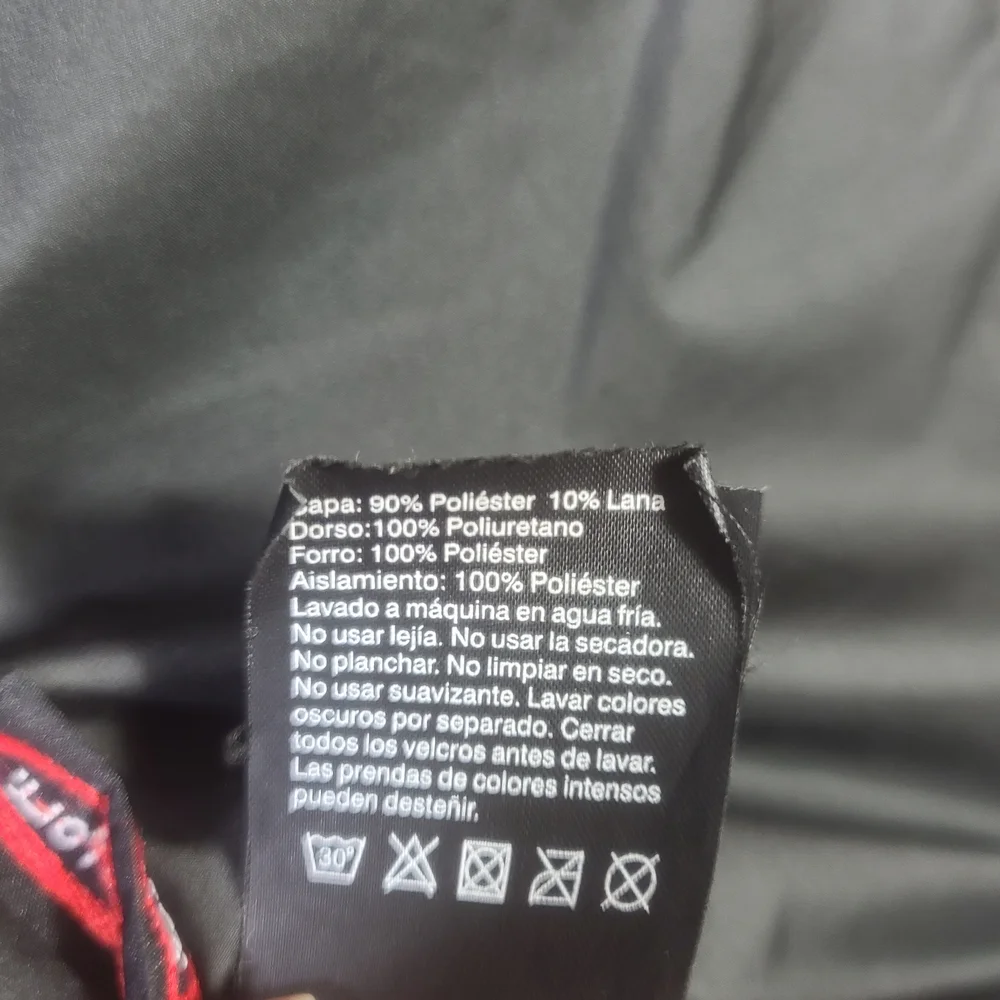 Capa: 90% Poliéster 10% Lana
Dorso:100% Poliuretano
Forro: 100% Poliéster
Aislamiento: 100% Poliéster
Lavado a máquina en agua fría.
No usar lejía. No usar la secadora.
No planchar. No limpiar en seco.
No usar suavizante. Lavar colores
oscuros por separado. Cerrar
todos los velcros antes de lavar.
Las prendas de colores intensos
pueden desteñir.
30°